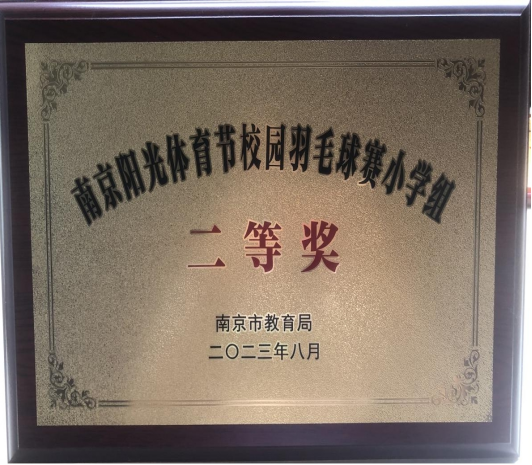 南京阳光体育节校园羽毛球赛小学组
二等奖
南京市教育局
二〇二三年八月